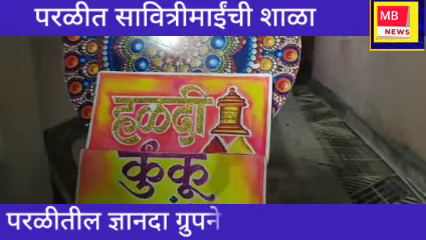 परळीत सावित्रीमाईंची शाळा
MB
NEWS
हळदी
कुंकू
परळीतील ज्ञानदा ग्रुपने